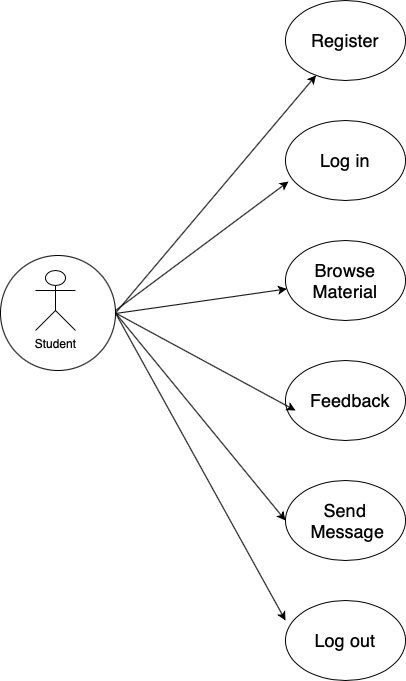 Register
Log in
Browse
Material
Student
Feedback
Send
Message
Log out